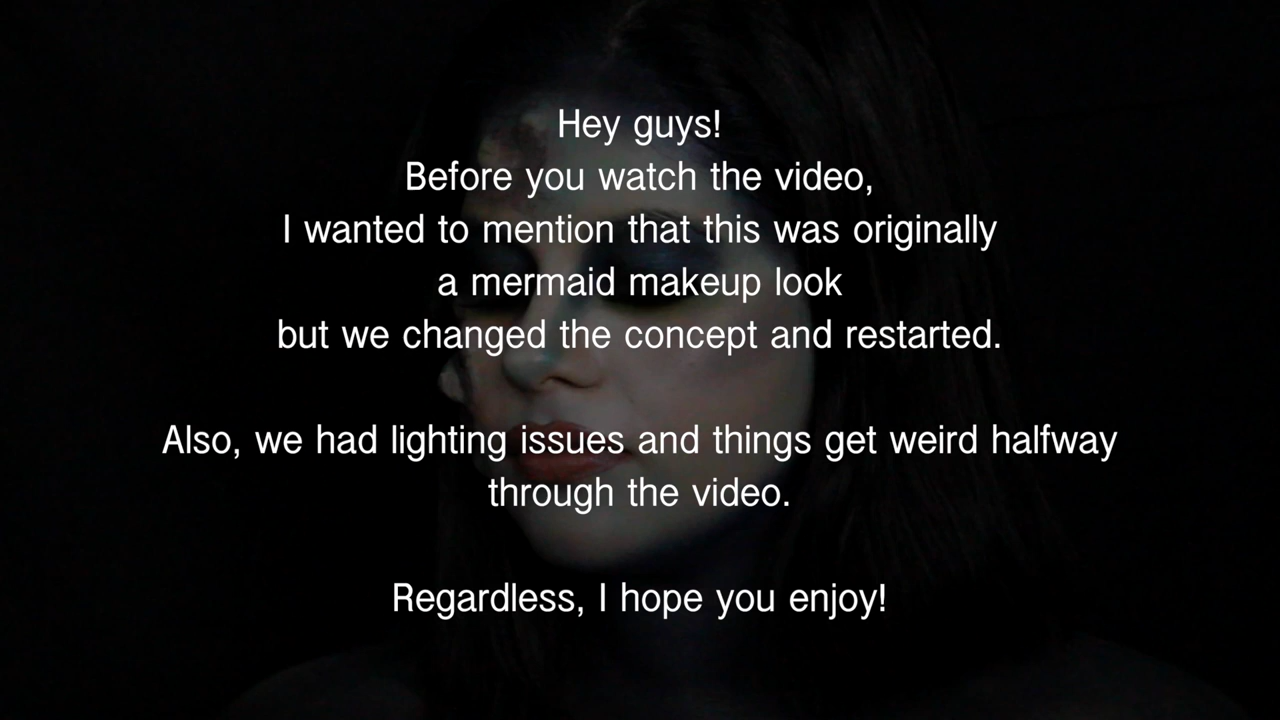 Hey guys!
Before you watch the video,
I wanted to mention that this was originally
a mermaid makeup look
but we changed the concept and restarted.
Also, we had lighting issues and things get weird halfway
through the video.
Regardless, I hope you enjoy!